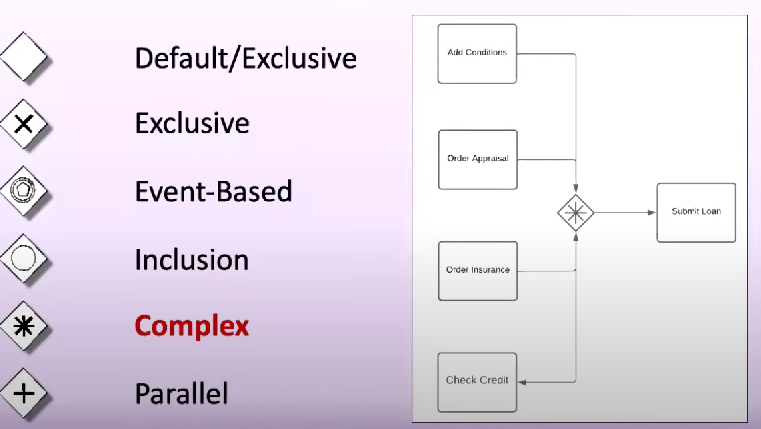 Default/Exclusive
Exclusive
Event-Based
Inclusion
Complex
Parallel
Add Conditions
Order Appraisal
Submit Loan
Order Insurance
Check Credit